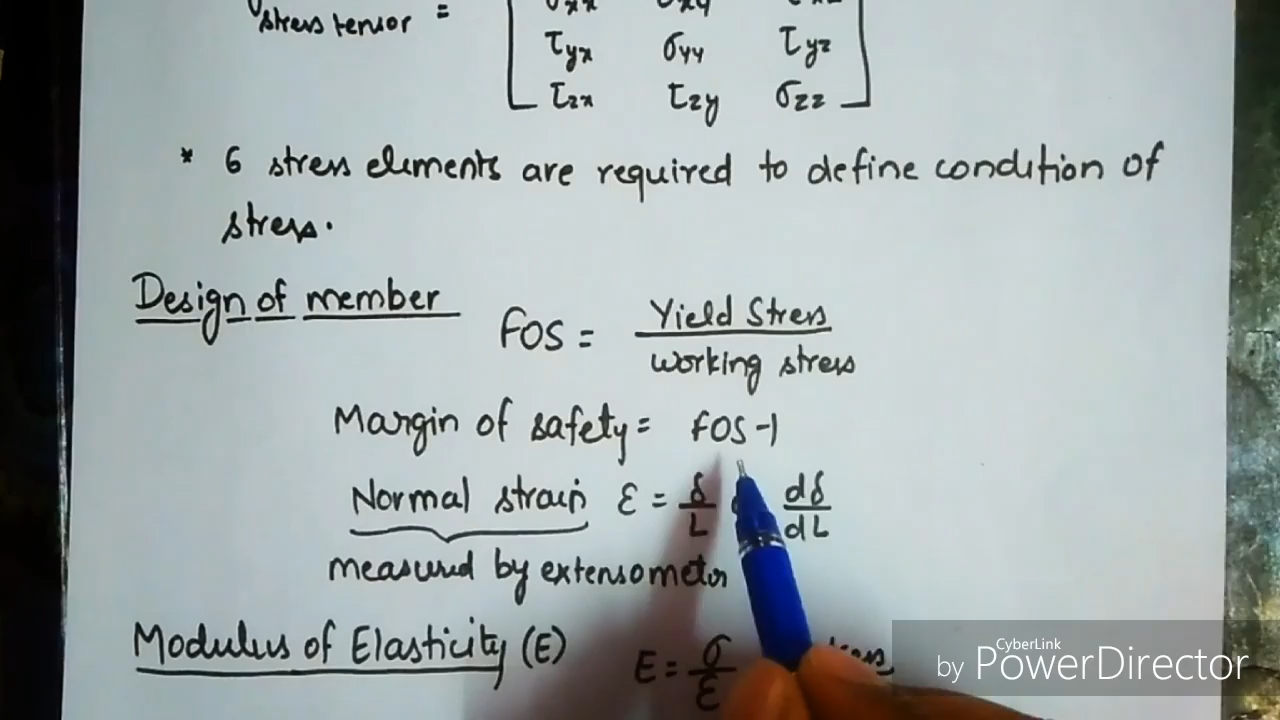 stress tensor =
τyx σyy τyz
τzx τzy σzz
* 6 stress elements are required to define condition of
stress.
Design of member
FOS = Yield Stress
working stress
Margin of safety = FOS - 1
Normal strain ε = δ/L dδ/dL
measured by extensometer
Modulus of Elasticity (E) E = σ/ε
CyberLink
by PowerDirector